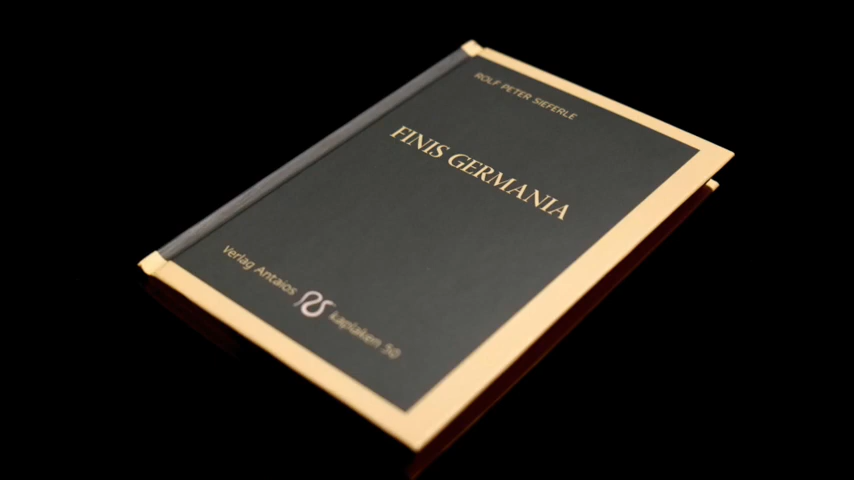 ROLF PETER SIEFERLE
FINIS GERMANIA
Verlag Antaios kaplaken 50